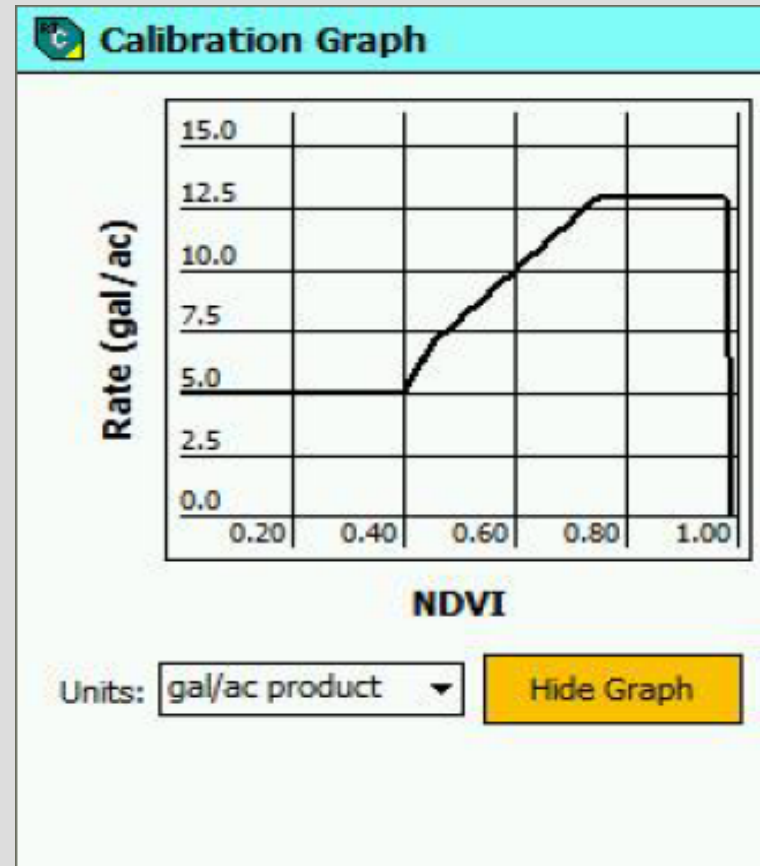 RT
C
Calibration Graph
Rate (gal/ac)
15.0
12.5
10.0
7.5
5.0
2.5
0.0
0.20 0.40 0.60 0.80 1.00
NDVI
Units: gal/ac product Hide Graph